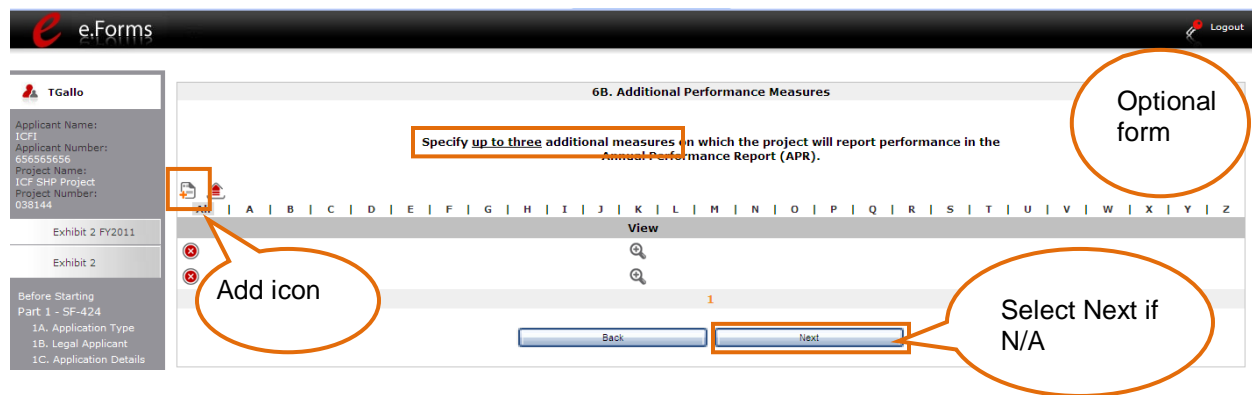 e e.Forms
Logout
TGallo
Applicant Name:
ICFI
Applicant Number:
656565656
Project Name:
ICF SHP Project
Project Number:
038144
Exhibit 2 FY2011
Exhibit 2
Before Starting
Part 1 - SF-424
1A. Application Type
1B. Legal Applicant
1C. Application Details
6B. Additional Performance Measures
Optional
form
Specify up to three additional measures on which the project will report performance in the
Annual Performance Report (APR).
All | A | B | C | D | E | F | G | H | I | J | K | L | M | N | O | P | Q | R | S | T | U | V | W | X | Y | Z
View
Add icon
1
Back
Next
Select Next if
N/A